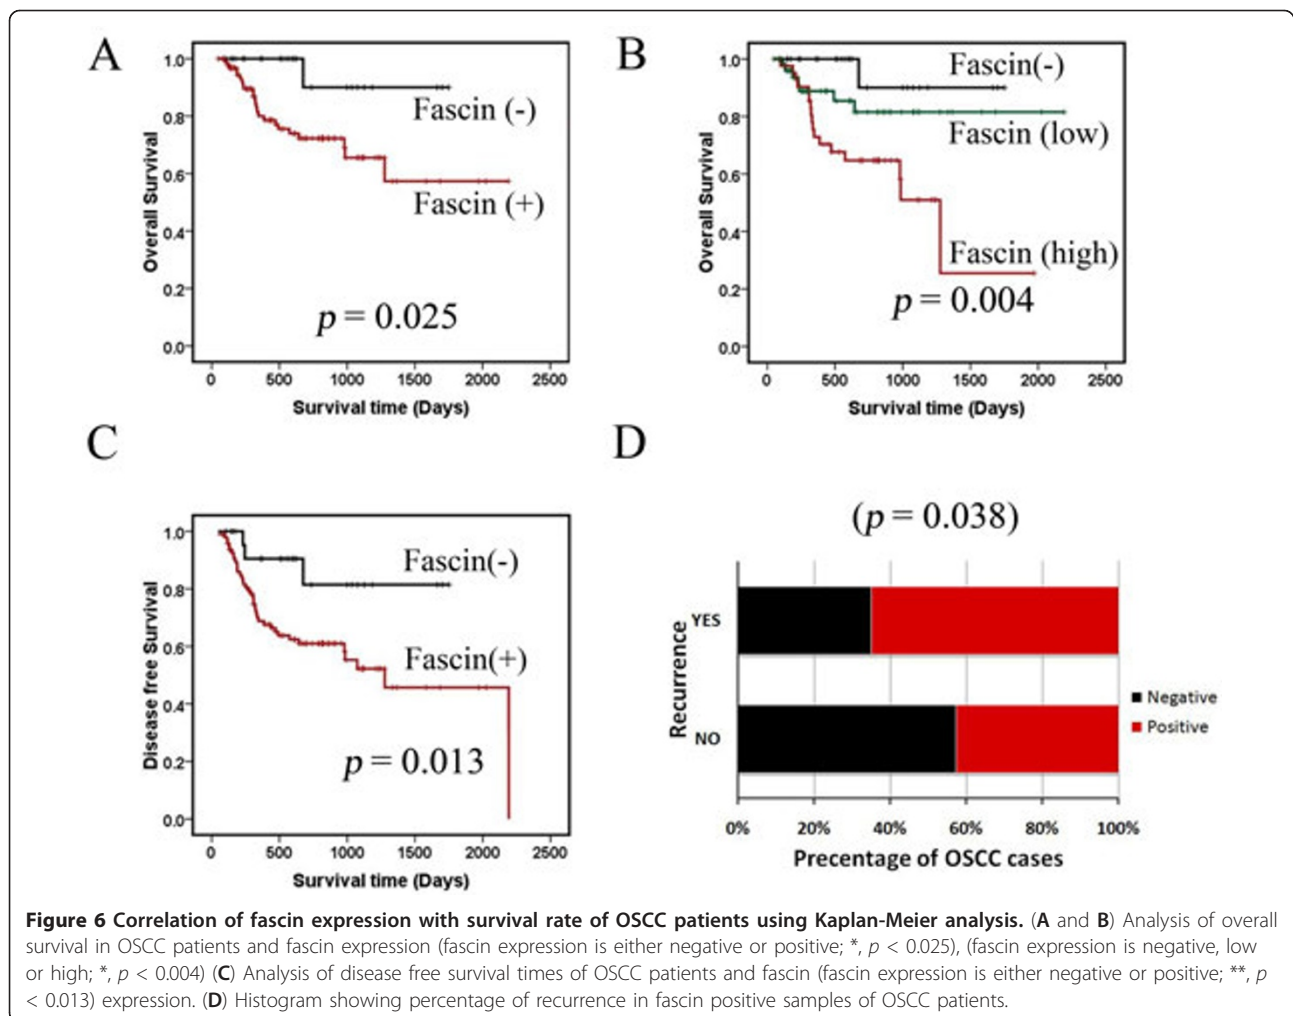 A
1.0
0.8
0.6
0.4
0.2
0.0
Overall Survival
Fascin (-)
Fascin (+)
p = 0.025
0 500 1000 1500 2000 2500
Survival time (Days)
B
1.0
0.8
0.6
0.4
0.2
0.0
Overall Survival
Fascin(-)
Fascin (low)
Fascin (high)
p = 0.004
0 500 1000 1500 2000 2500
Survival time (Days)
C
1.0
0.8
0.6
0.4
0.2
0.0
Disease free Survival
Fascin(-)
Fascin(+)
p = 0.013
0 500 1000 1500 2000 2500
Survival time (Days)
D
(p = 0.038)
Recurrence
YES
NO
Negative
Positive
0% 20% 40% 60% 80% 100%
Precentage of OSCC cases
Figure 6 Correlation of fascin expression with survival rate of OSCC patients using Kaplan-Meier analysis. (A and B) Analysis of overall
survival in OSCC patients and fascin expression (fascin expression is either negative or positive; *, p < 0.025), (fascin expression is negative, low
or high; *, p < 0.004) (C) Analysis of disease free survival times of OSCC patients and fascin (fascin expression is either negative or positive; **, p
< 0.013) expression. (D) Histogram showing percentage of recurrence in fascin positive samples of OSCC patients.